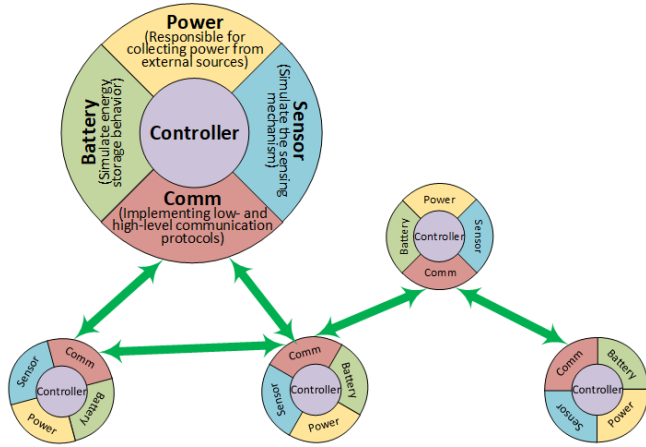 Power
(Responsible for
collecting power from
external sources)
Battery
(Simulate energy
storage behavior)
Controller
Sensor
(Simulate the sensing
mechanism)
Comm
(Implementing low- and
high-level communication
protocols)
Power
Battery
Controller
Sensor
Comm
Sensor
Comm
Controller
Power
Battery
Comm
Battery
Controller
Sensor
Power
Comm
Battery
Controller
Sensor
Power